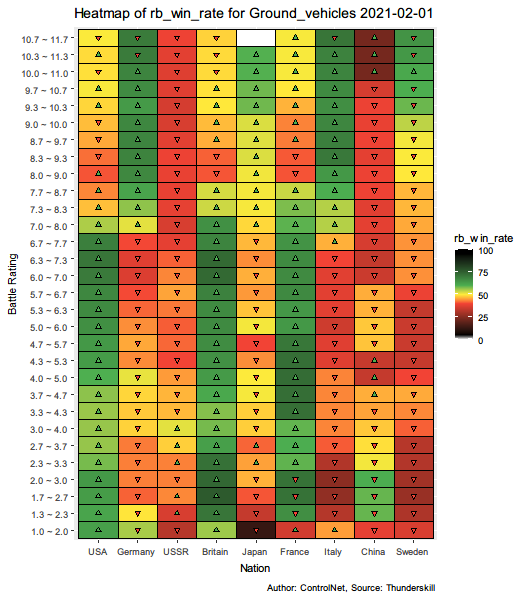 Heatmap of rb_win_rate for Ground_vehicles 2021-02-01
Battle Rating
10.7 ~ 11.7
10.3 ~ 11.3
10.0 ~ 11.0
9.7 ~ 10.7
9.3 ~ 10.3
9.0 ~ 10.0
8.7 ~ 9.7
8.3 ~ 9.3
8.0 ~ 9.0
7.7 ~ 8.7
7.3 ~ 8.3
7.0 ~ 8.0
6.7 ~ 7.7
6.3 ~ 7.3
6.0 ~ 7.0
5.7 ~ 6.7
5.3 ~ 6.3
5.0 ~ 6.0
4.7 ~ 5.7
4.3 ~ 5.3
4.0 ~ 5.0
3.7 ~ 4.7
3.3 ~ 4.3
3.0 ~ 4.0
2.7 ~ 3.7
2.3 ~ 3.3
2.0 ~ 3.0
1.7 ~ 2.7
1.3 ~ 2.3
1.0 ~ 2.0
USA Germany USSR Britain Japan France Italy China Sweden
Nation
rb_win_rate
100
75
50
25
0
Author: ControlNet, Source: Thunderskill